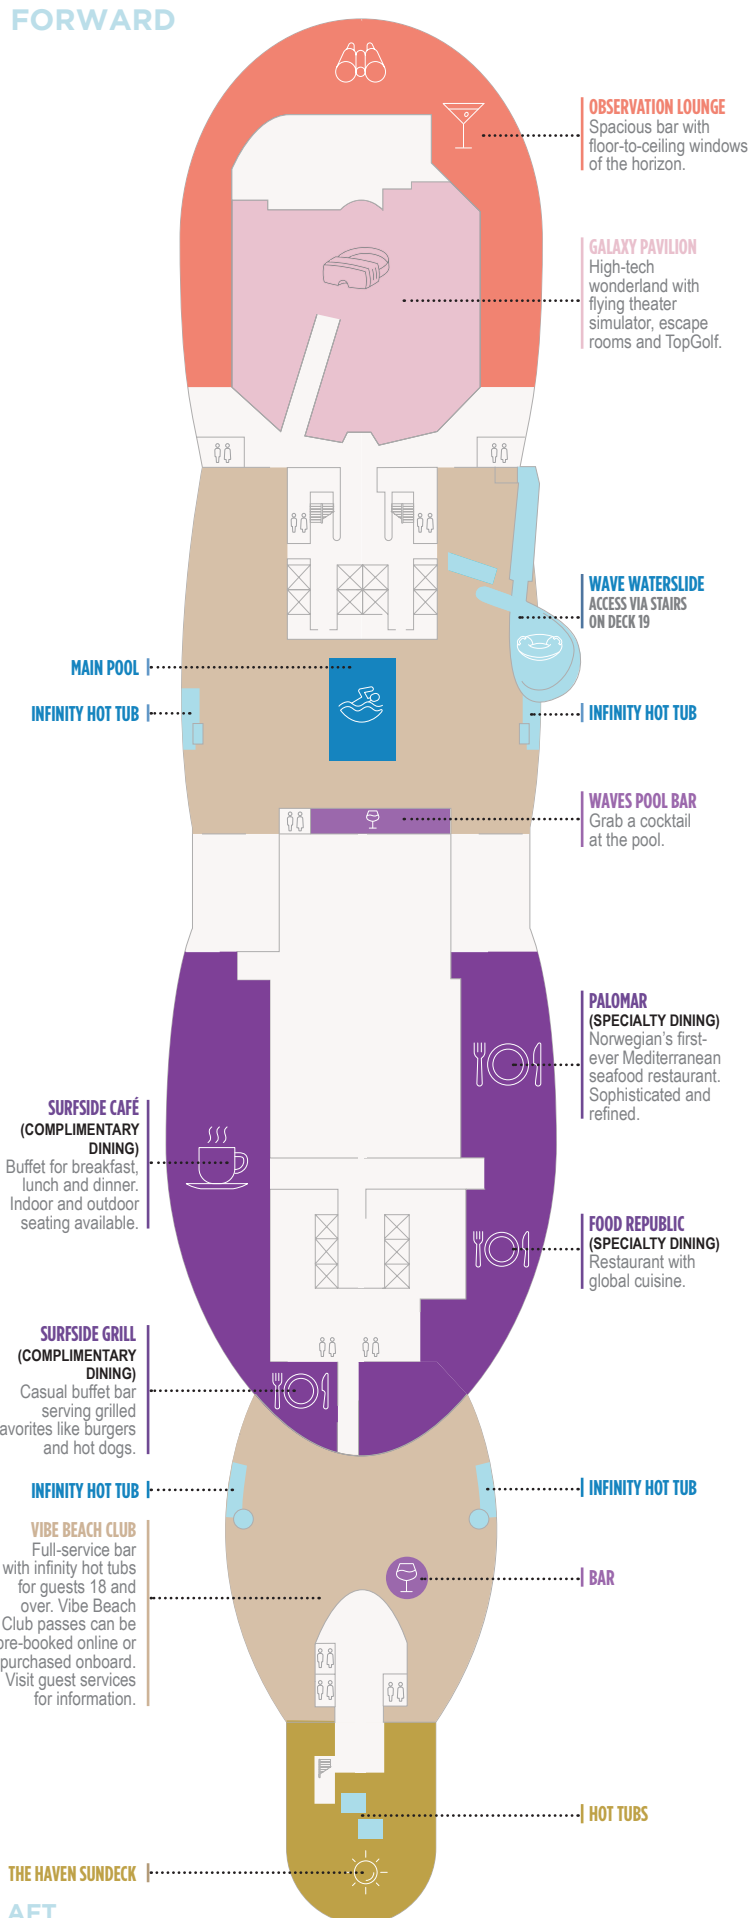 FORWARD
OBSERVATION LOUNGE
Spacious bar with
floor-to-ceiling windows
of the horizon.
GALAXY PAVILION
High-tech
wonderland with
flying theater
simulator, escape
rooms and TopGolf.
WAVE WATERSLIDE
ACCESS VIA STAIRS
ON DECK 19
MAIN POOL
INFINITY HOT TUB
INFINITY HOT TUB
WAVES POOL BAR
Grab a cocktail
at the pool.
PALOMAR
(SPECIALTY DINING)
Norwegian's first-
ever Mediterranean
seafood restaurant.
Sophisticated and
refined.
SURFSIDE CAFÉ
(COMPLIMENTARY
DINING)
Buffet for breakfast,
lunch and dinner.
Indoor and outdoor
seating available.
FOOD REPUBLIC
(SPECIALTY DINING)
Restaurant with
global cuisine.
SURFSIDE GRILL
(COMPLIMENTARY
DINING)
Casual buffet bar
serving grilled
avorites like burgers
and hot dogs.
INFINITY HOT TUB
INFINITY HOT TUB
VIBE BEACH CLUB
Full-service bar
with infinity hot tubs
for guests 18 and
over. Vibe Beach
Club passes can be
ore-booked online or
purchased onboard.
Visit guest services
for information.
BAR
HOT TUBS
THE HAVEN SUNDECK
AFT